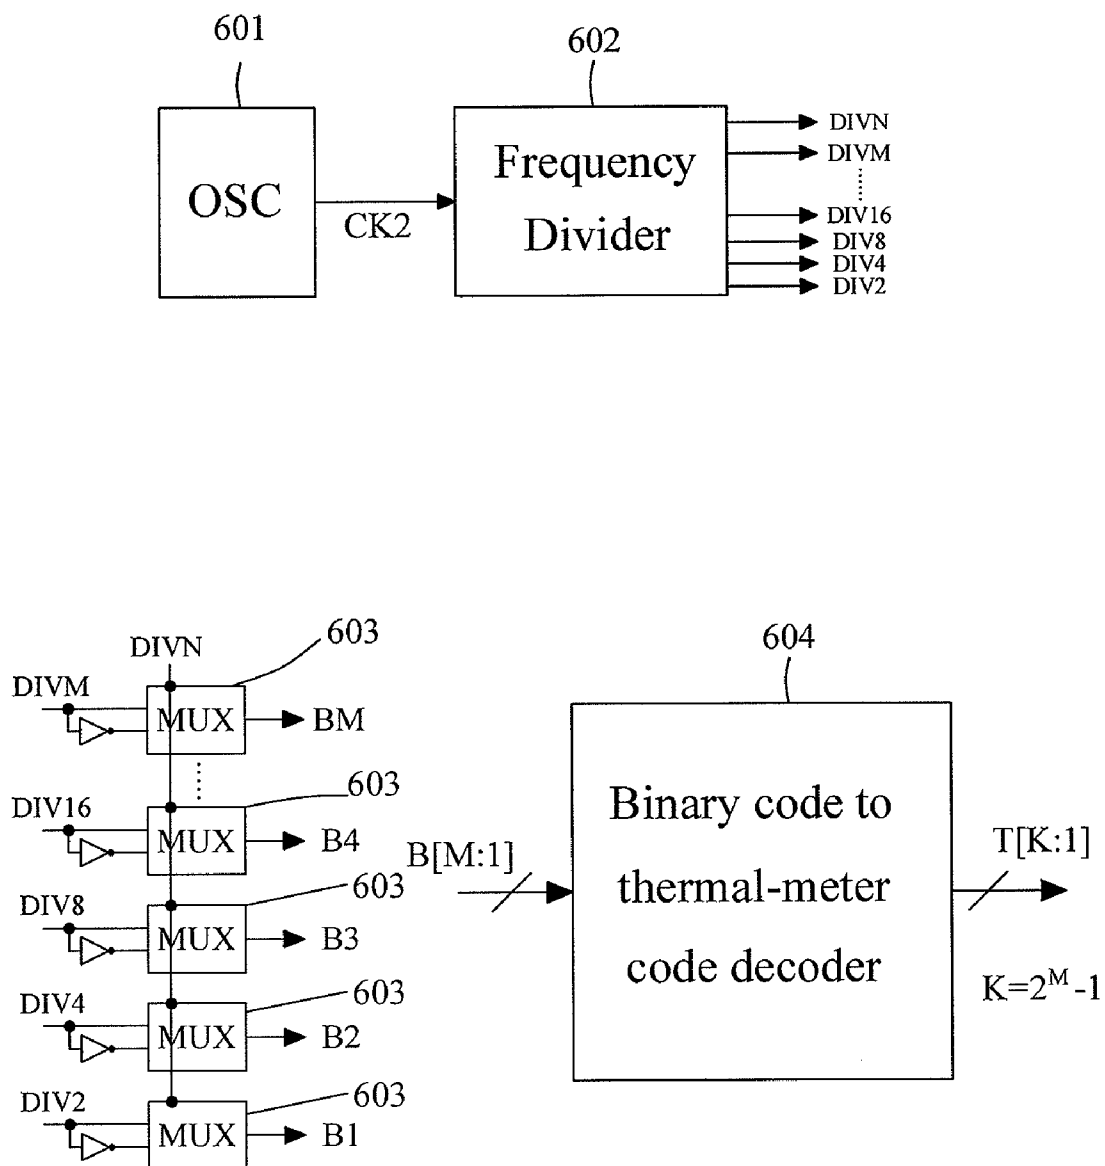 601
602
OSC
CK2
Frequency
Divider
DIVN
DIVM
DIV16
DIV8
DIV4
DIV2
DIVN
603
DIVM
MUX
BM
603
DIV16
MUX
B4
603
DIV8
MUX
B3
603
DIV4
MUX
B2
603
DIV2
MUX
B1
604
B[M:1]
Binary code to
thermal-meter
code decoder
T[K:1]
K=2^M-1